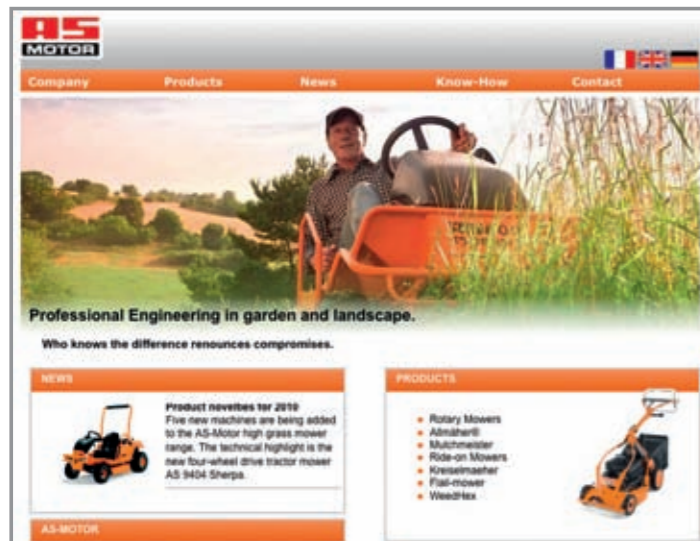 AS
MOTOR
Company Products News Know-How Contact
Professional Engineering in garden and landscape.
Who knows the difference renounces compromises.
NEWS
Product novelties for 2010
Five new machines are being added
to the AS-Motor high grass mower
range. The technical highlight is the
new four-wheel drive tractor mower
AS 9404 Sherpa.
PRODUCTS
Rotary Mowers
Allmäher®
Mulchmeister
Ride-on Mowers
Kreiselmaeher
Flail-mower
WeedHex
AS-MOTOR